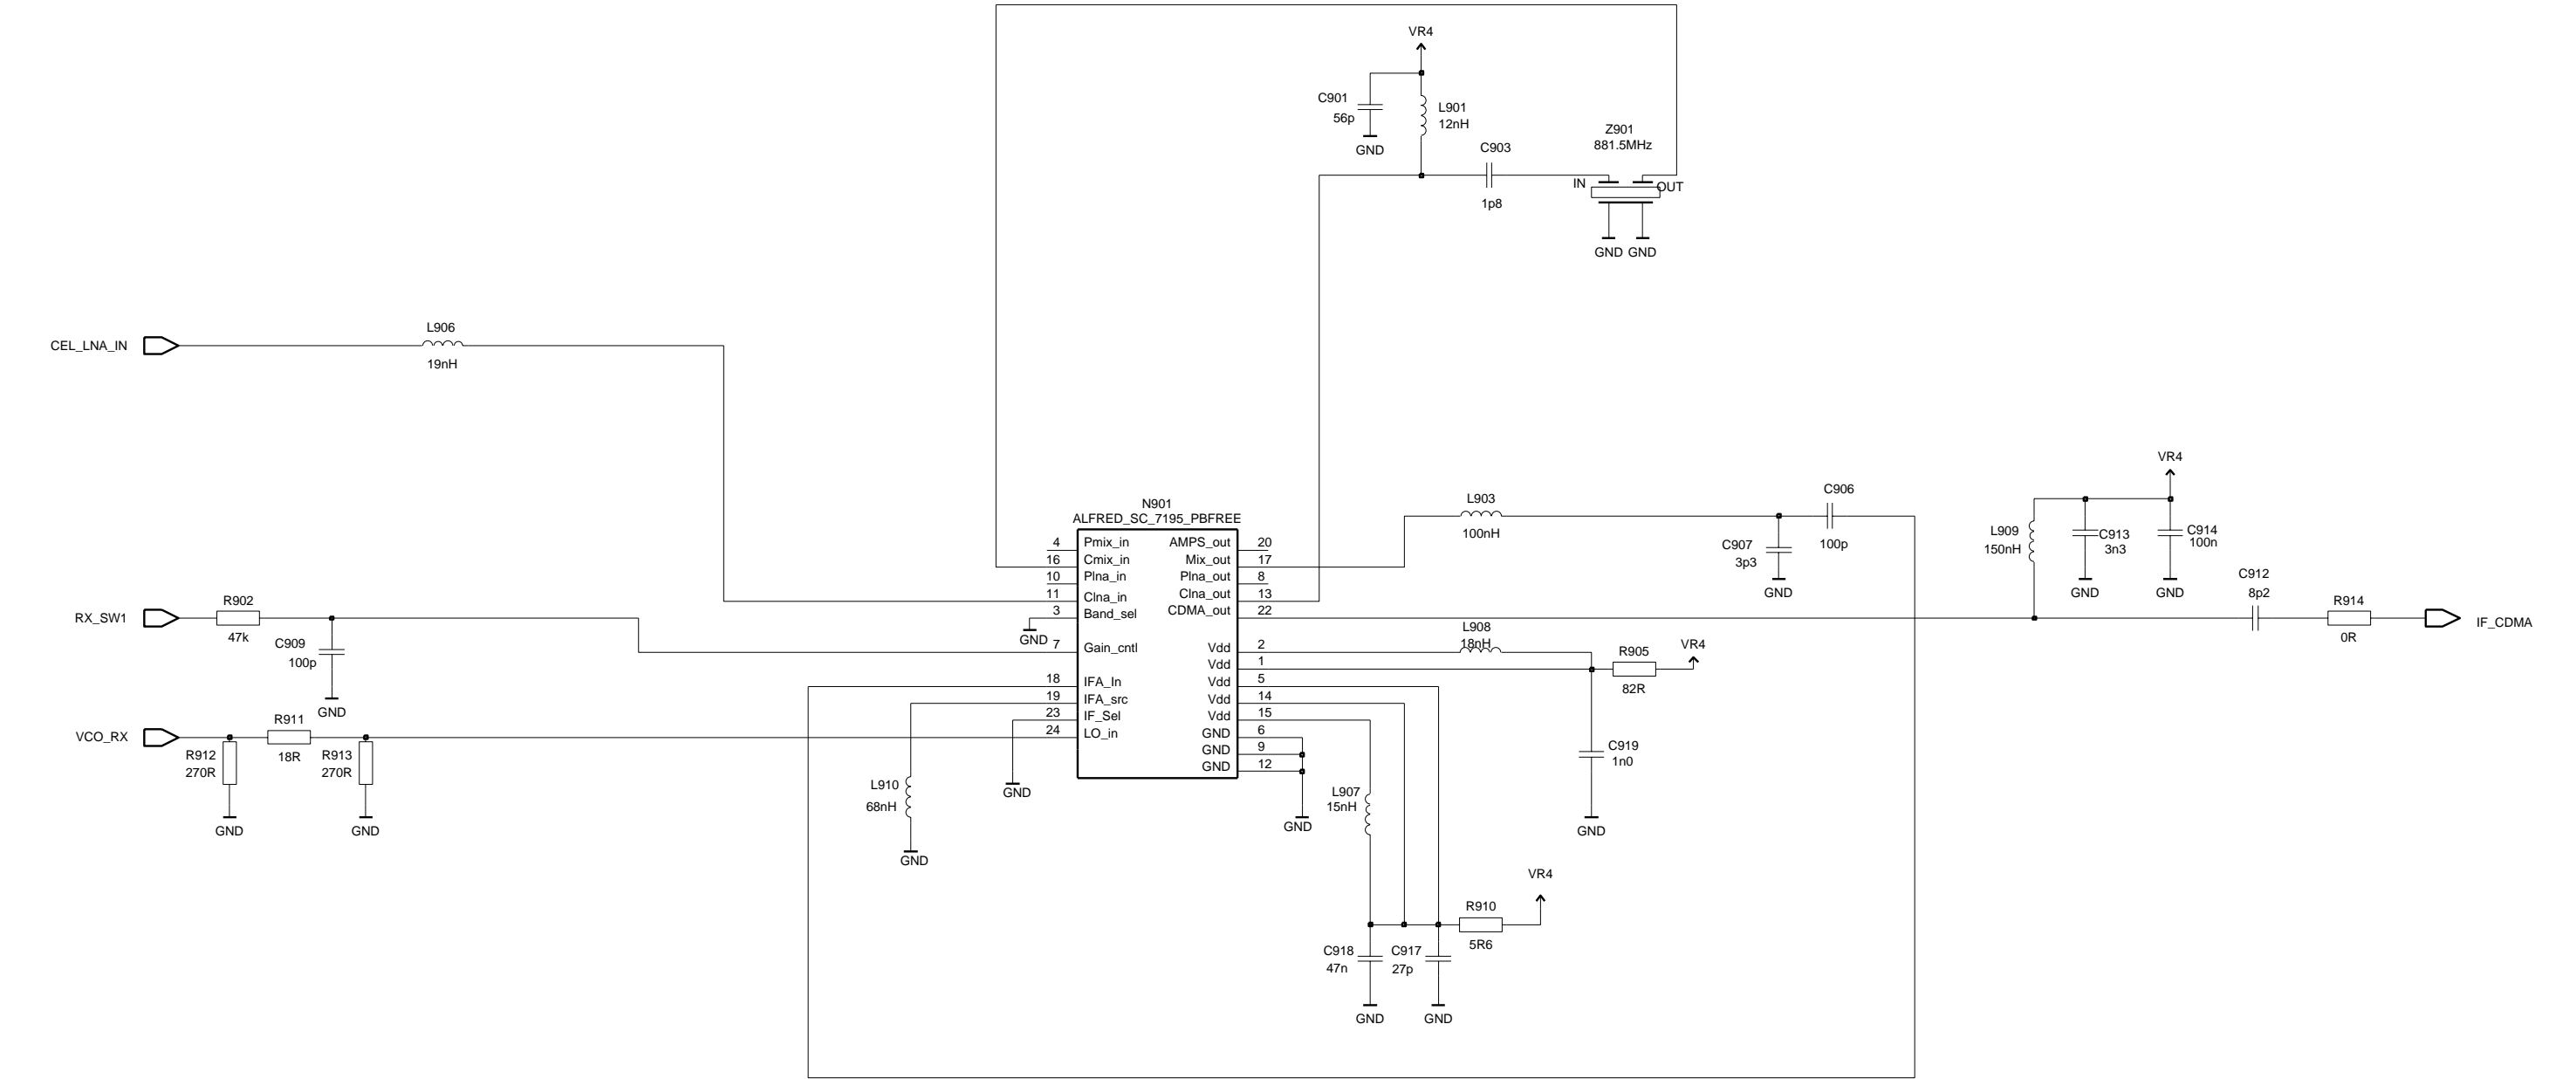 VR4
C901
56p
GND
L901
12nH
C903
1p8
Z901
881.5MHz
IN
OUT
GND GND
CEL_LNA_IN
L906
19nH
N901
ALFRED_SC_7195_PBFREE
4 Pmix_in AMPS_out 20
16 Cmix_in Mix_out 17
10 Plna_in Plna_out 8
11 Clna_in Clna_out 13
3 Band_sel CDMA_out 22
GND
7 Gain_cntl Vdd 2
Vdd 1
18 IFA_In Vdd 5
19 IFA_src Vdd 14
23 IF_Sel Vdd 15
24 LO_in GND 6
GND 9
GND 12
L903
100nH
C907
3p3
GND
C906
100p
VR4
L909
150nH
C913
3n3
GND
C914
100n
GND
C912
8p2
R914
0R
IF_CDMA
RX_SW1
R902
47k
C909
100p
GND
L908
18nH
R905
82R
VR4
C919
1n0
GND
VCO_RX
R912
270R
GND
R911
18R
R913
270R
GND
L910
68nH
GND
GND
GND
L907
15nH
VR4
R910
5R6
C918
47n
GND
C917
27p
GND